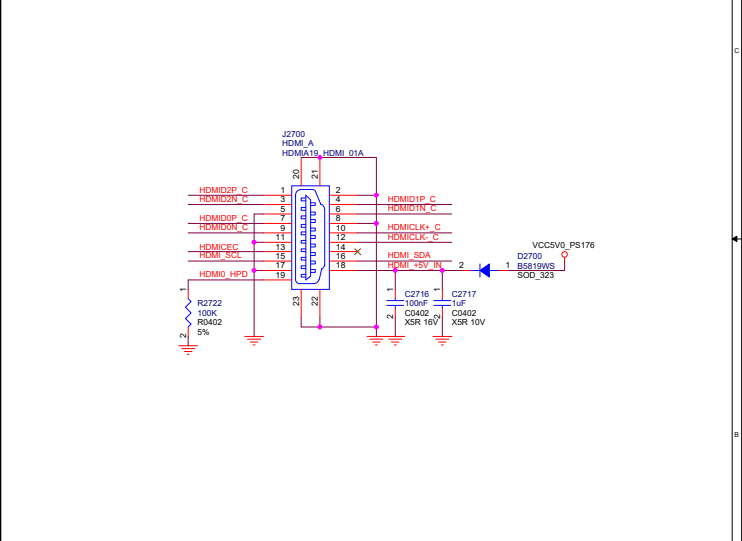 C
J2700
HDMI_A
HDMIA19_HDMI_01A
20
21
HDMID2P_C 1 2
HDMID2N_C 3 4 HDMID1P_C
5 6 HDMID1N_C
HDMID0P_C 7 8
HDMID0N_C 9 10 HDMICLK+_C
11 12 HDMICLK-_C
HDMICEC 13 14
HDMI_SCL 15 16 HDMI_SDA
17 18 HDMI_+5V_IN
HDMI0_HPD 19
23
22
VCC5V0_PS176
2 1
D2700
B5819WS
SOD_323
1
R2722
100K
R0402
5%
2
1
C2716
100nF
C0402
X5R 16V
2
1
C2717
1uF
C0402
X5R 10V
2
B